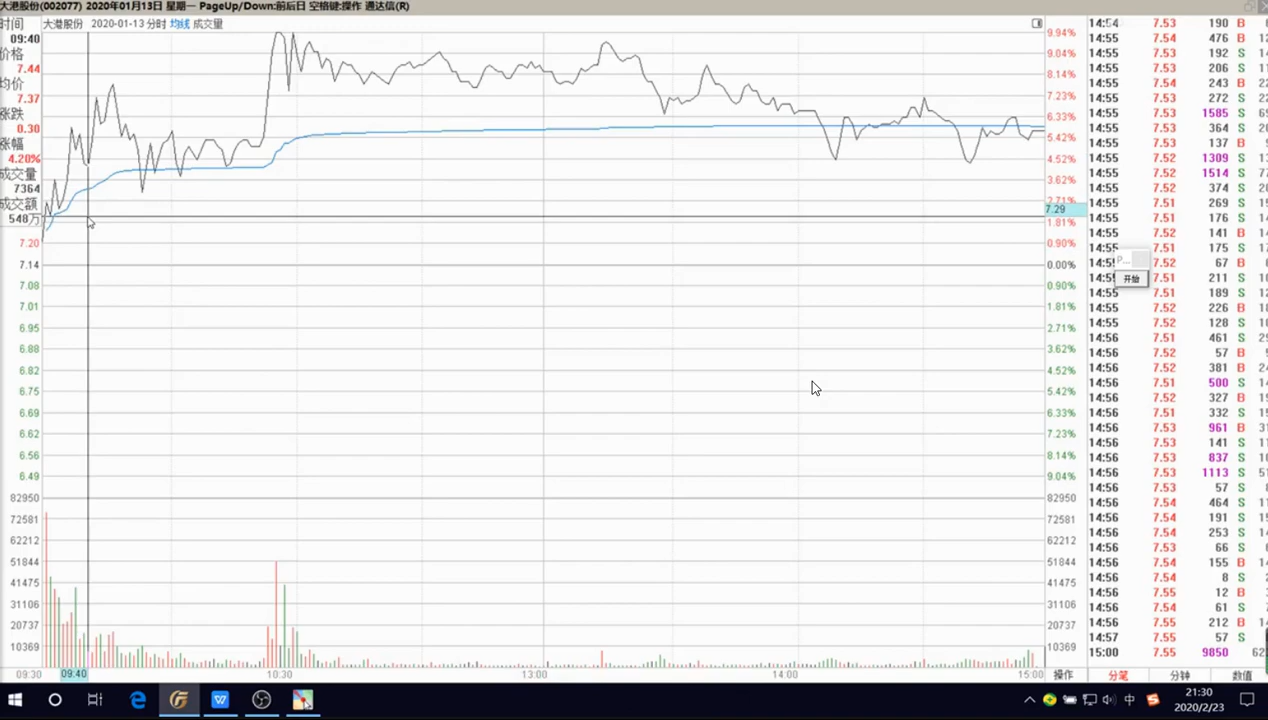 大港股份(002077) 2020年01月13日 星期一 PageUp/Down:前后日 空格键:操作 通达信(R)
时间 大港股份 2020-01-13 分时 均线 成交量
09:40
价格
7.44
均价
7.37
涨跌
0.30
涨幅
4.20%
成交量
7364
成交额
548万
7.20
7.14
7.08
7.01
6.95
6.88
6.82
6.75
6.69
6.62
6.56
6.49
82950
72581
62212
51844
41475
31106
20737
10369
9.94%
9.04%
8.14%
7.23%
6.33%
5.42%
4.52%
3.62%
2.71%
7.29
1.81%
0.90%
0.00%
0.90%
1.81%
2.71%
3.62%
4.52%
5.42%
6.33%
7.23%
8.14%
9.04%
82950
72581
62212
51844
41475
31106
20737
10369
09:30 09:40 10:30 13:00 14:00 15:00 操作
14:54 7.53 190 B
14:55 7.54 476 B
14:55 7.53 192 S
14:55 7.53 206 S
14:55 7.54 243 B
14:55 7.53 272 S
14:55 7.53 1585 S
14:55 7.53 364 S
14:55 7.53 137 B
14:55 7.52 1309 S
14:55 7.52 1514 S
14:55 7.52 374 S
14:55 7.51 269 S
14:55 7.51 176 S
14:55 7.52 141 B
14:55 7.51 175 S
P... 7.52 67 B
开始 7.51 211 S
14:55 7.51 189 S
14:55 7.52 226 B
14:55 7.52 128 S
14:56 7.51 461 S
14:56 7.52 57 B
14:56 7.52 381 B
14:56 7.51 500 S
14:56 7.52 327 B
14:56 7.51 332 S
14:56 7.53 961 B
14:56 7.53 141 S
14:56 7.53 837 S
14:56 7.53 1113 S
14:56 7.53 57 S
14:56 7.54 464 S
14:56 7.54 191 S
14:56 7.54 253 S
14:56 7.53 66 S
14:56 7.54 155 B
14:56 7.54 8 S
14:56 7.55 12 B
14:56 7.54 61 S
14:56 7.55 212 B
14:57 7.55 57 S
15:00 7.55 9850
分笔 分钟 数值
中
21:30
2020/2/23